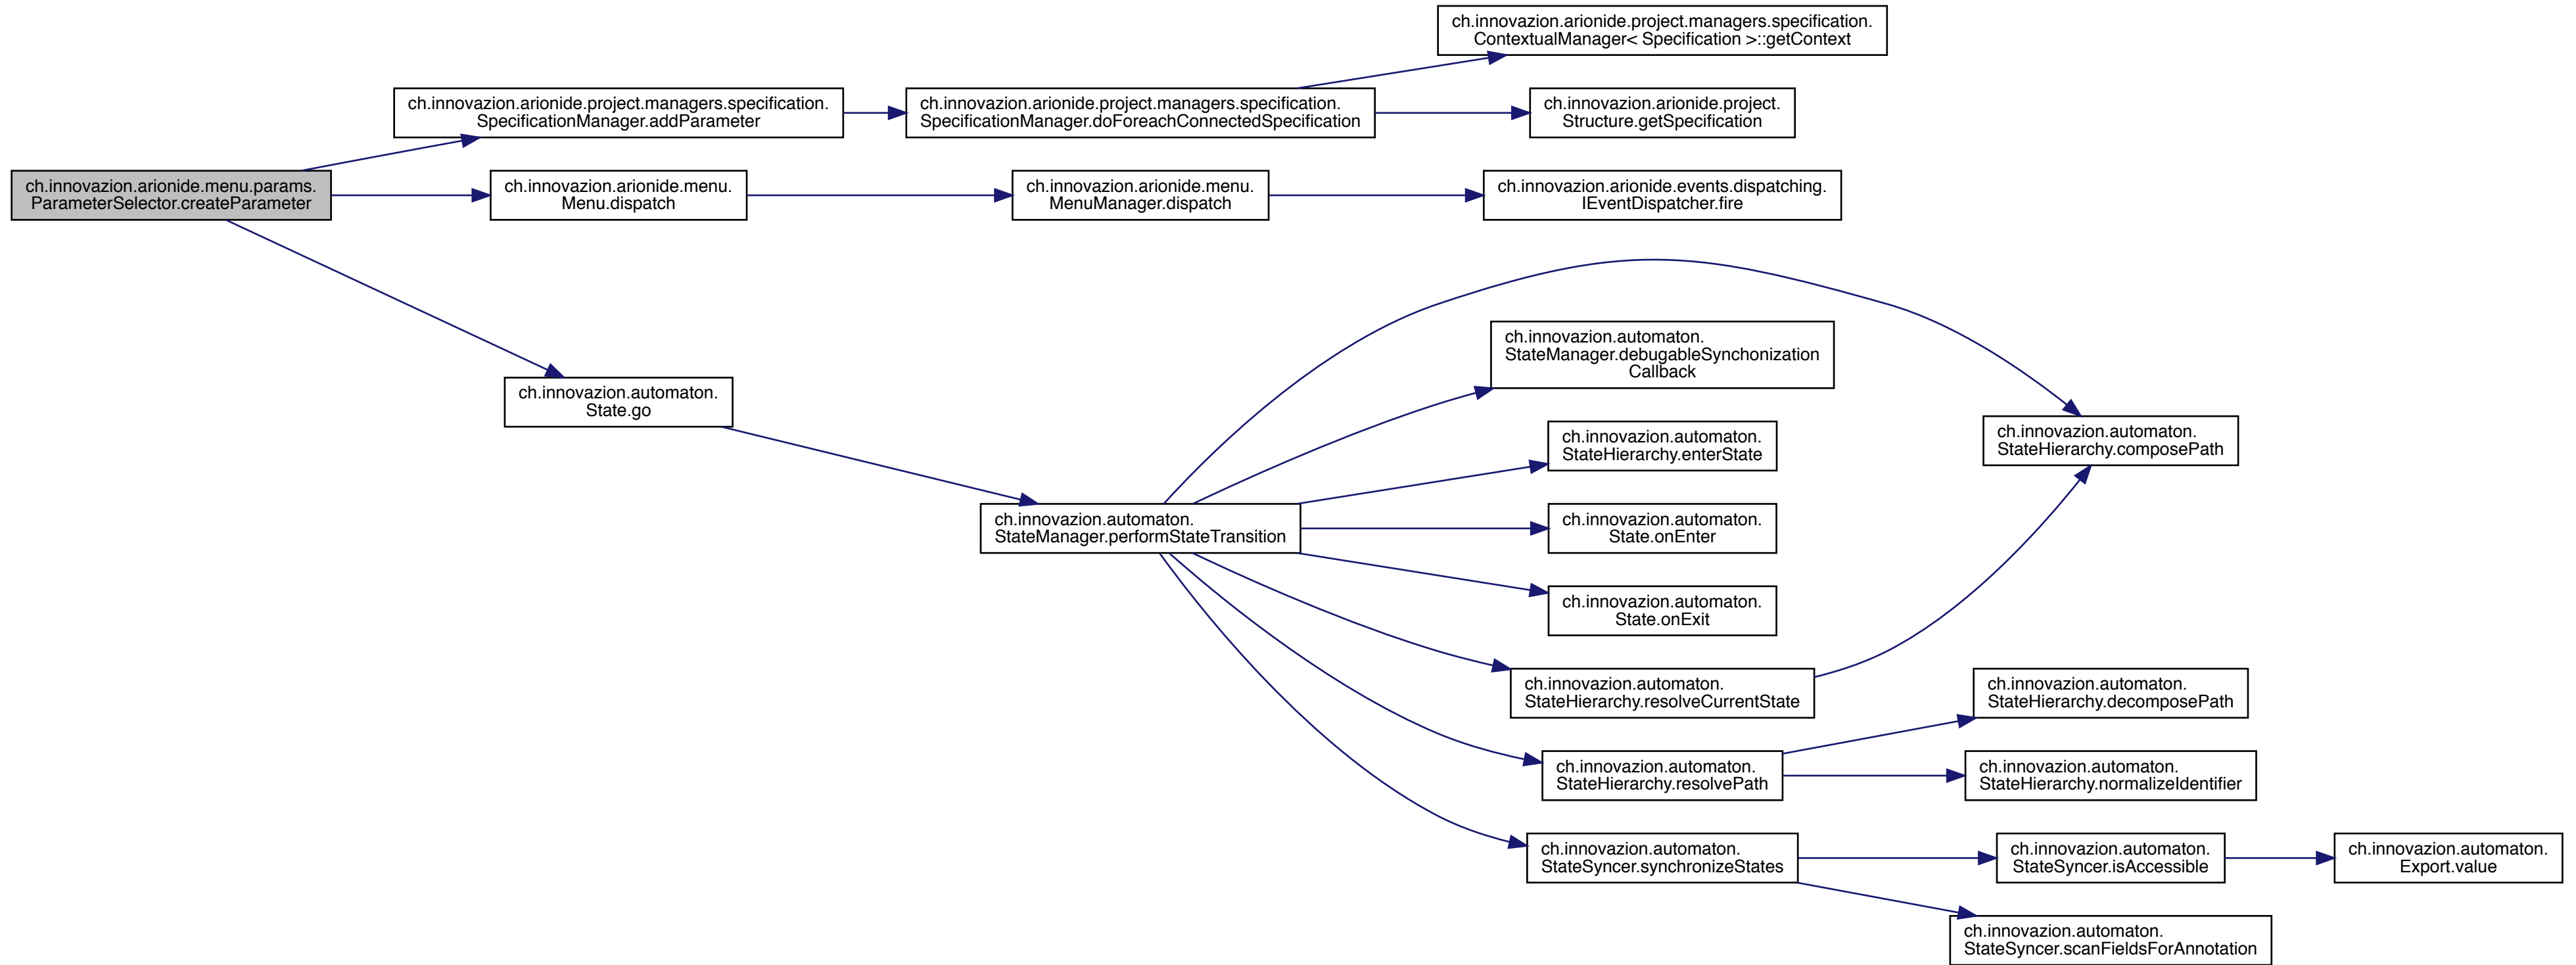 ch.innovazion.arionide.project.managers.specification.
ContextualManager< Specification >::getContext
ch.innovazion.arionide.project.managers.specification.
SpecificationManager.addParameter
ch.innovazion.arionide.project.managers.specification.
SpecificationManager.doForeachConnectedSpecification
ch.innovazion.arionide.project.
Structure.getSpecification
ch.innovazion.arionide.menu.params.
ParameterSelector.createParameter
ch.innovazion.arionide.menu.
Menu.dispatch
ch.innovazion.arionide.menu.
MenuManager.dispatch
ch.innovazion.arionide.events.dispatching.
IEventDispatcher.fire
ch.innovazion.automaton.
StateManager.debugableSynchonization
Callback
ch.innovazion.automaton.
State.go
ch.innovazion.automaton.
StateHierarchy.enterState
ch.innovazion.automaton.
StateHierarchy.composePath
ch.innovazion.automaton.
StateManager.performStateTransition
ch.innovazion.automaton.
State.onEnter
ch.innovazion.automaton.
State.onExit
ch.innovazion.automaton.
StateHierarchy.resolveCurrentState
ch.innovazion.automaton.
StateHierarchy.decomposePath
ch.innovazion.automaton.
StateHierarchy.resolvePath
ch.innovazion.automaton.
StateHierarchy.normalizeIdentifier
ch.innovazion.automaton.
StateSyncer.synchronizeStates
ch.innovazion.automaton.
StateSyncer.isAccessible
ch.innovazion.automaton.
Export.value
ch.innovazion.automaton.
StateSyncer.scanFieldsForAnnotation